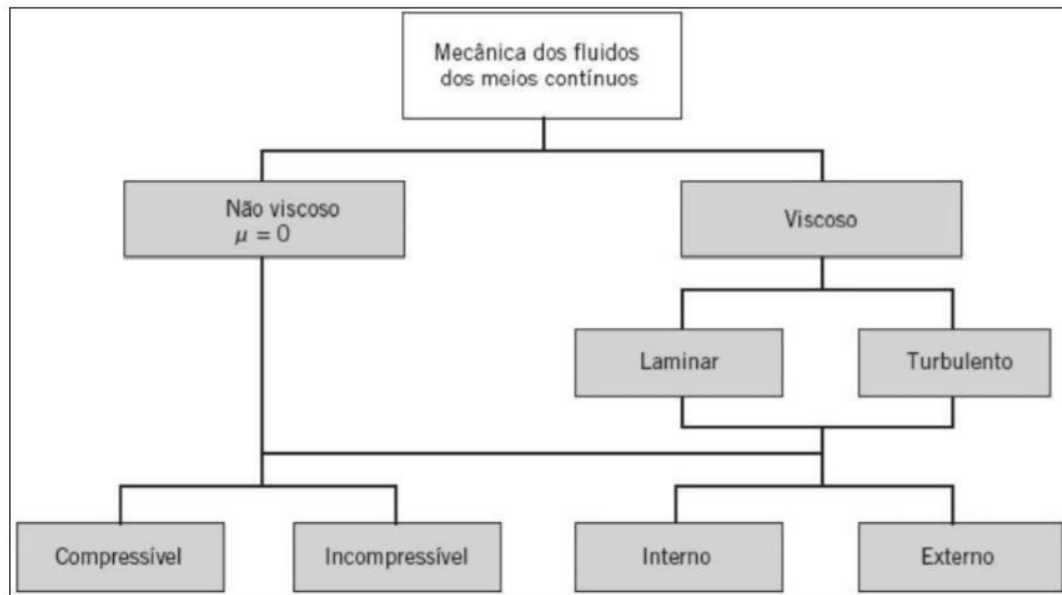 Mecânica dos fluidos
dos meios contínuos
Não viscoso
μ = 0
Viscoso
Laminar
Turbulento
Compressível
Incompressível
Interno
Externo